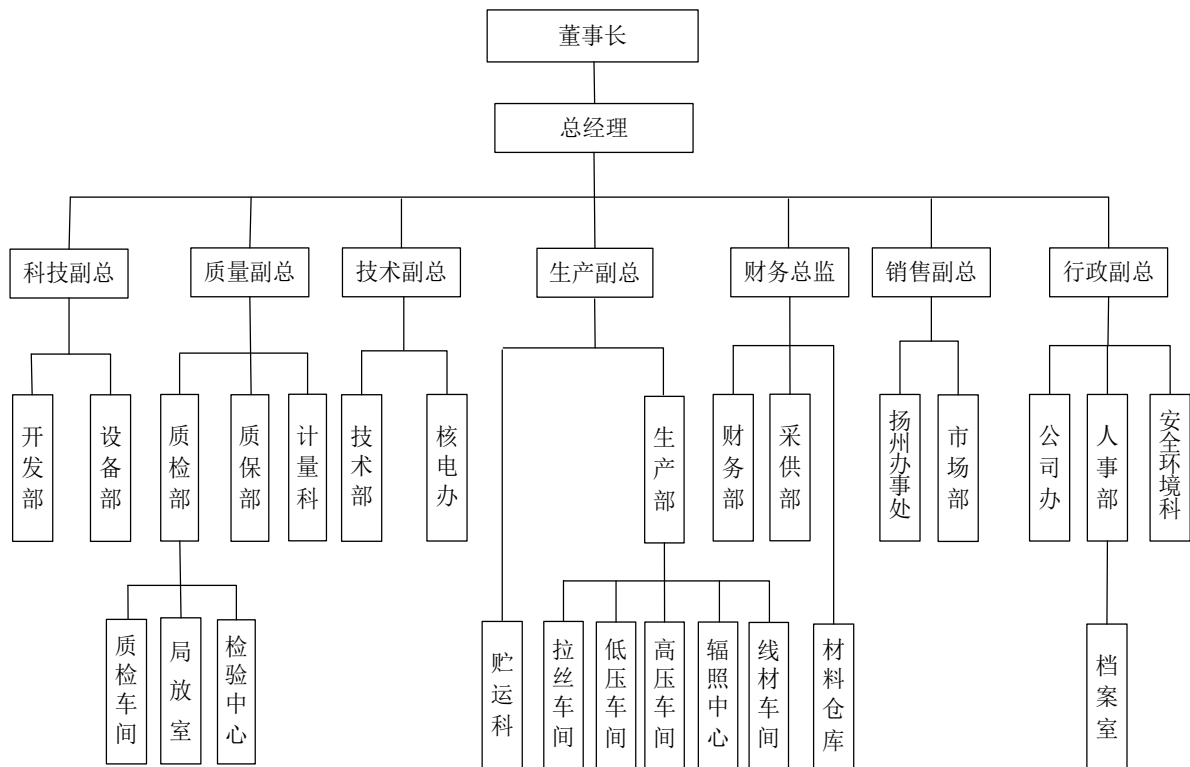 董事长
总经理
科技副总
质量副总
技术副总
生产副总
财务总监
销售副总
行政副总
开发部
设备部
质检部
质保部
计量科
技术部
核电办
生产部
财务部
采供部
扬州办事处
市场部
公司办
人事部
安全环境科
质检车间
局放室
检验中心
贮运科
拉丝车间
低压车间
高压车间
辐照中心
线材车间
材料仓库
档案室